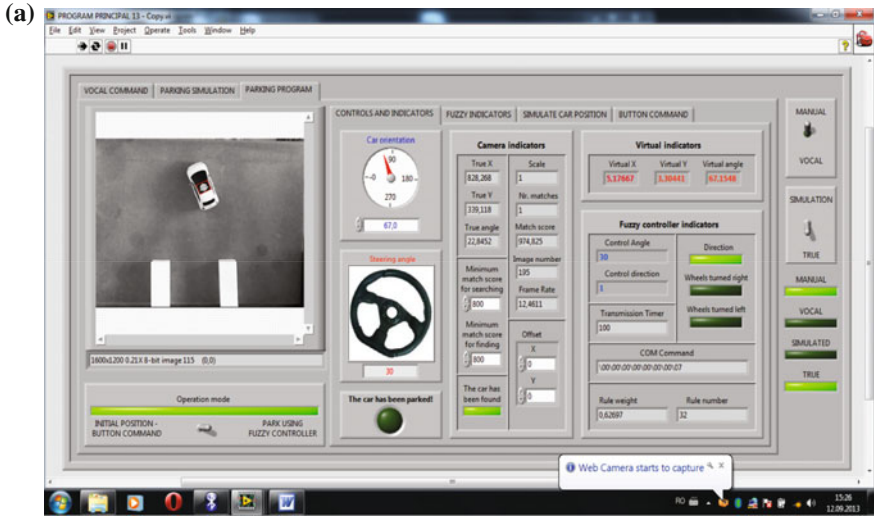 (a)
PROGRAM PRINCIPAL 13 - Copy.vi
File Edit View Project Operate Tools Window Help
VOCAL COMMAND PARKING SIMULATION PARKING PROGRAM
1600x1200 0.21X 8-bit image 115 (0,0)
Operation mode
INITIAL POSITION -
BUTTON COMMAND
PARK USING
FUZZY CONTROLLER
CONTROLS AND INDICATORS FUZZY INDICATORS SIMULATE CAR POSITION BUTTON COMMAND
Car orientation
90
0 180
270
67,0
Steering angle
30
The car has been parked!
Camera indicators
True X
828,268
True Y
339,118
True angle
22,8452
Minimum
match score
for searching
800
Minimum
match score
for finding
800
The car has
been found
Scale
1
Nr. matches
1
Match score
974,825
Image number
195
Frame Rate
12,4611
Offset
X
0
Y
0
Virtual indicators
Virtual X Virtual Y Virtual angle
5,17667 3,30441 67,1548
Fuzzy controller indicators
Control Angle
30
Control direction
1
Transmission Timer
100
Direction
Wheels turned right
Wheels turned left
COM Command
\00\00\00\00\00\00\00\07
Rule weight
0,62697
Rule number
32
MANUAL
VOCAL
SIMULATION
TRUE
MANUAL
VOCAL
SIMULATED
TRUE
Web Camera starts to capture
RO
15:26
12.09.2013